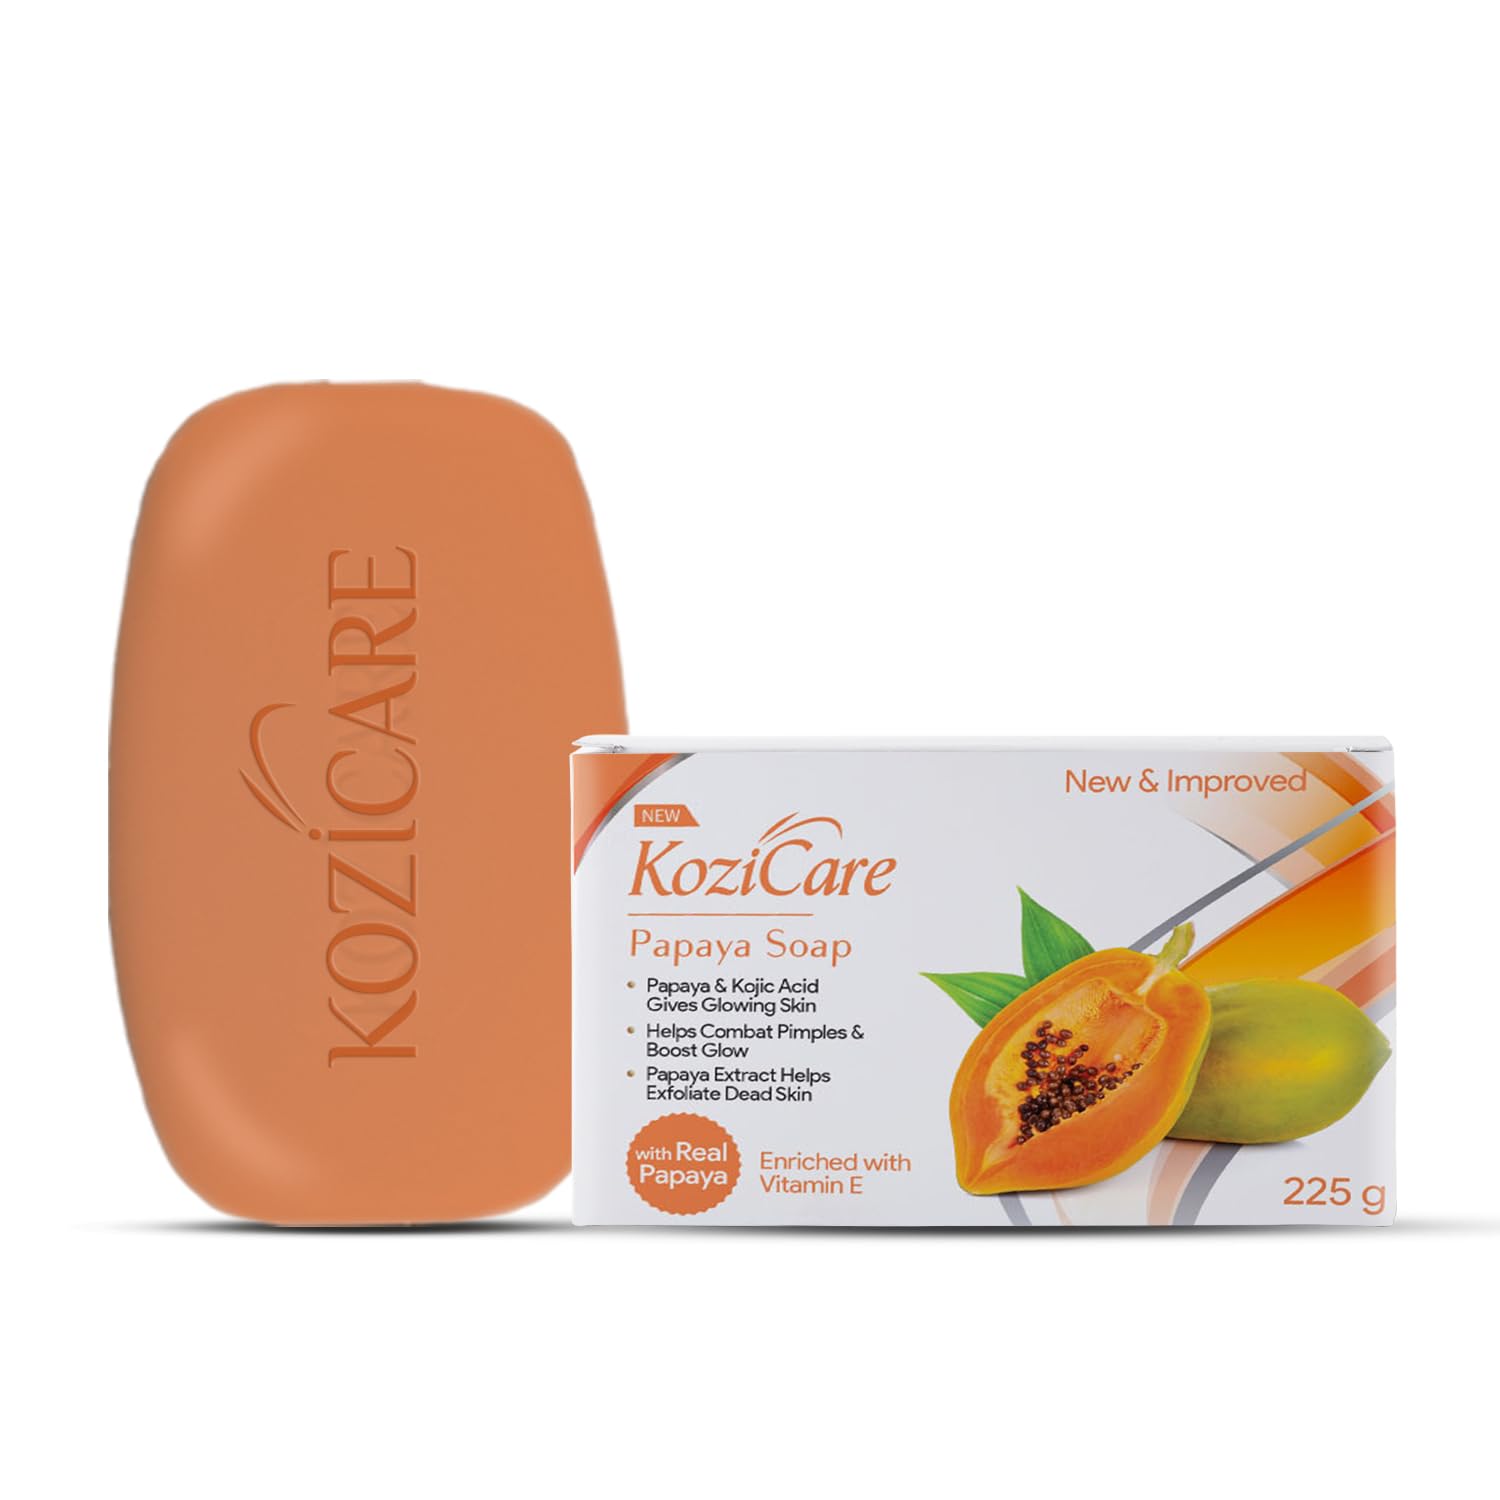 KOZiCARE
New & Improved
NEW
KoziCare
Papaya Soap
• Papaya & Kojic Acid
Gives Glowing Skin
• Helps Combat Pimples &
Boost Glow
• Papaya Extract Helps
Exfoliate Dead Skin
with Real
Papaya
Enriched with
Vitamin E
225 g